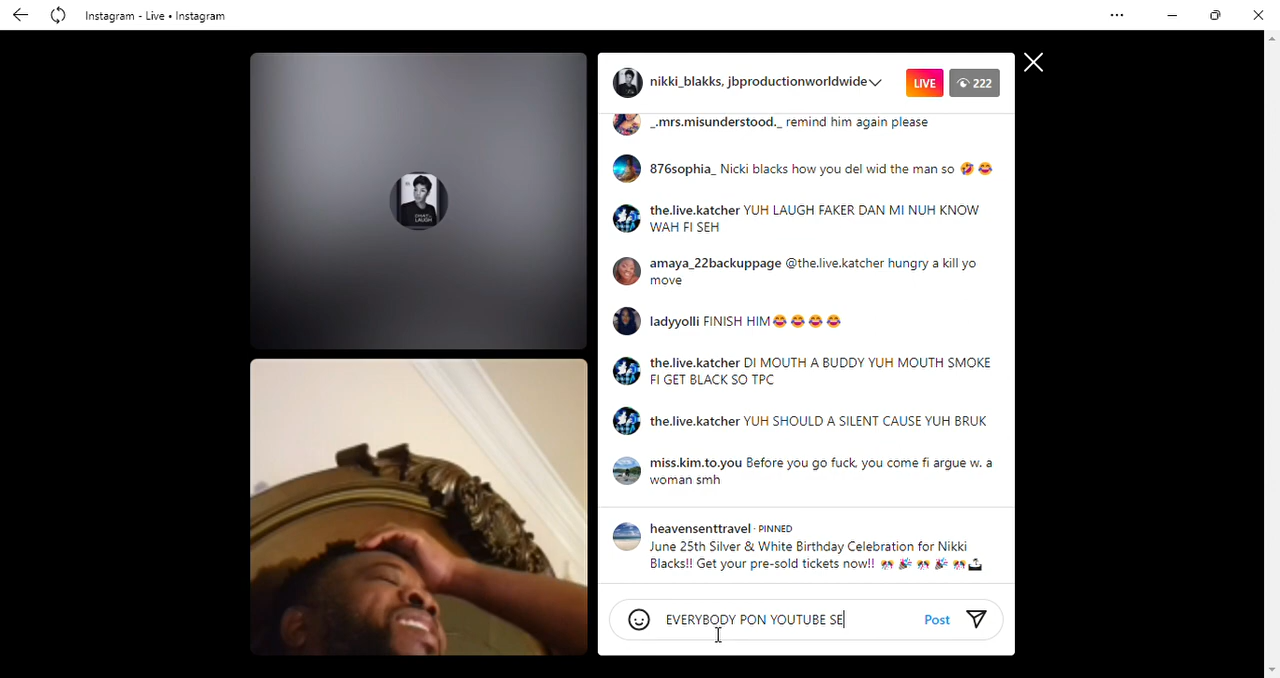 Instagram - Live • Instagram
nikki_blakks, jbproductionworldwide
LIVE
222
_.mrs.misunderstood._ remind him again please
876sophia_ Nicki blacks how you del wid the man so 🤣 😂
the.live.katcher YUH LAUGH FAKER DAN MI NUH KNOW
WAH FI SEH
amaya_22backuppage @the.live.katcher hungry a kill yo
move
ladyyolli FINISH HIM😂 😂 😂 😂
the.live.katcher DI MOUTH A BUDDY YUH MOUTH SMOKE
FI GET BLACK SO TPC
the.live.katcher YUH SHOULD A SILENT CAUSE YUH BRUK
miss.kim.to.you Before you go fuck, you come fi argue w. a
woman smh
heavensenttravel · PINNED
June 25th Silver & White Birthday Celebration for Nikki
Blacks!! Get your pre-sold tickets now!! 🎊 🎉 🎊 🎉 🎊
EVERYBODY PON YOUTUBE SE
Post